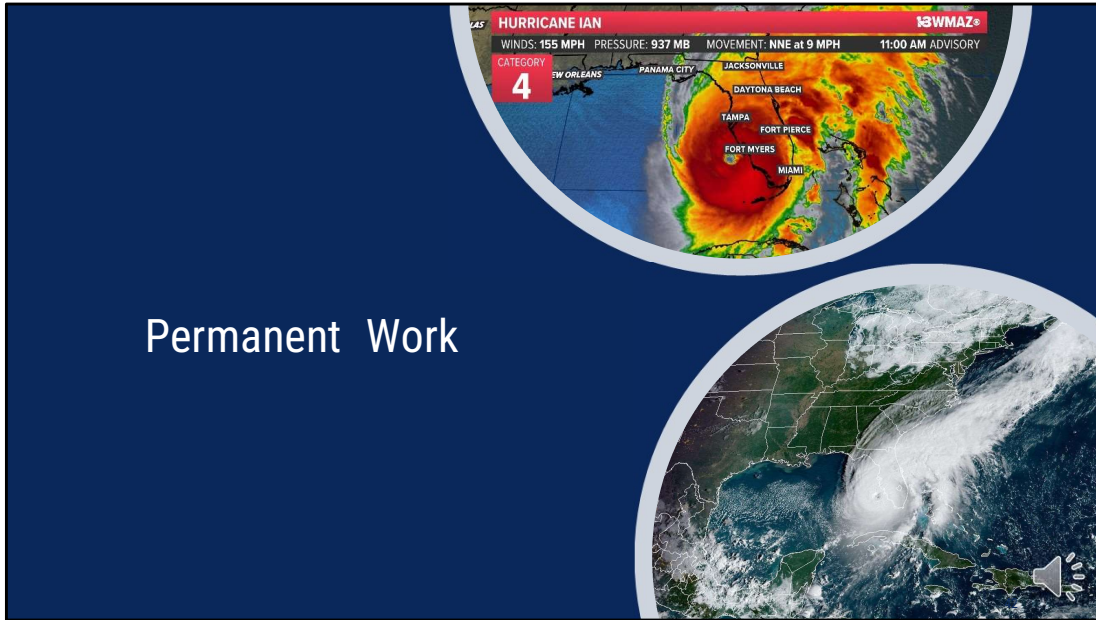 HURRICANE IAN
13WMAZ®
WINDS: 155 MPH PRESSURE: 937 MB MOVEMENT: NNE at 9 MPH 11:00 AM ADVISORY
CATEGORY
4
EW ORLEANS
PANAMA CITY
JACKSONVILLE
DAYTONA BEACH
TAMPA
FORT PIERCE
FORT MYERS
MIAMI
Permanent Work